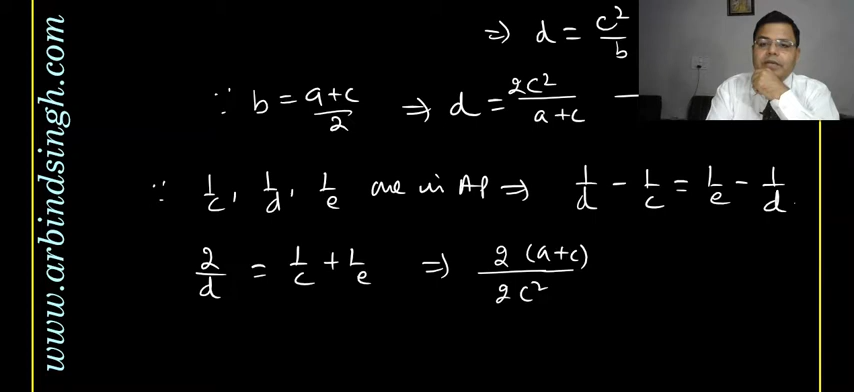 ⇒ d = c²/b
∵ b = a+c/2 ⇒ d = 2c²/a+c —
∵ 1/c, 1/d, 1/e are in AP ⇒ 1/d − 1/c = 1/e − 1/d.
2/d = 1/c + 1/e ⇒ 2 (a+c)/2c²
www.arbindsingh.com